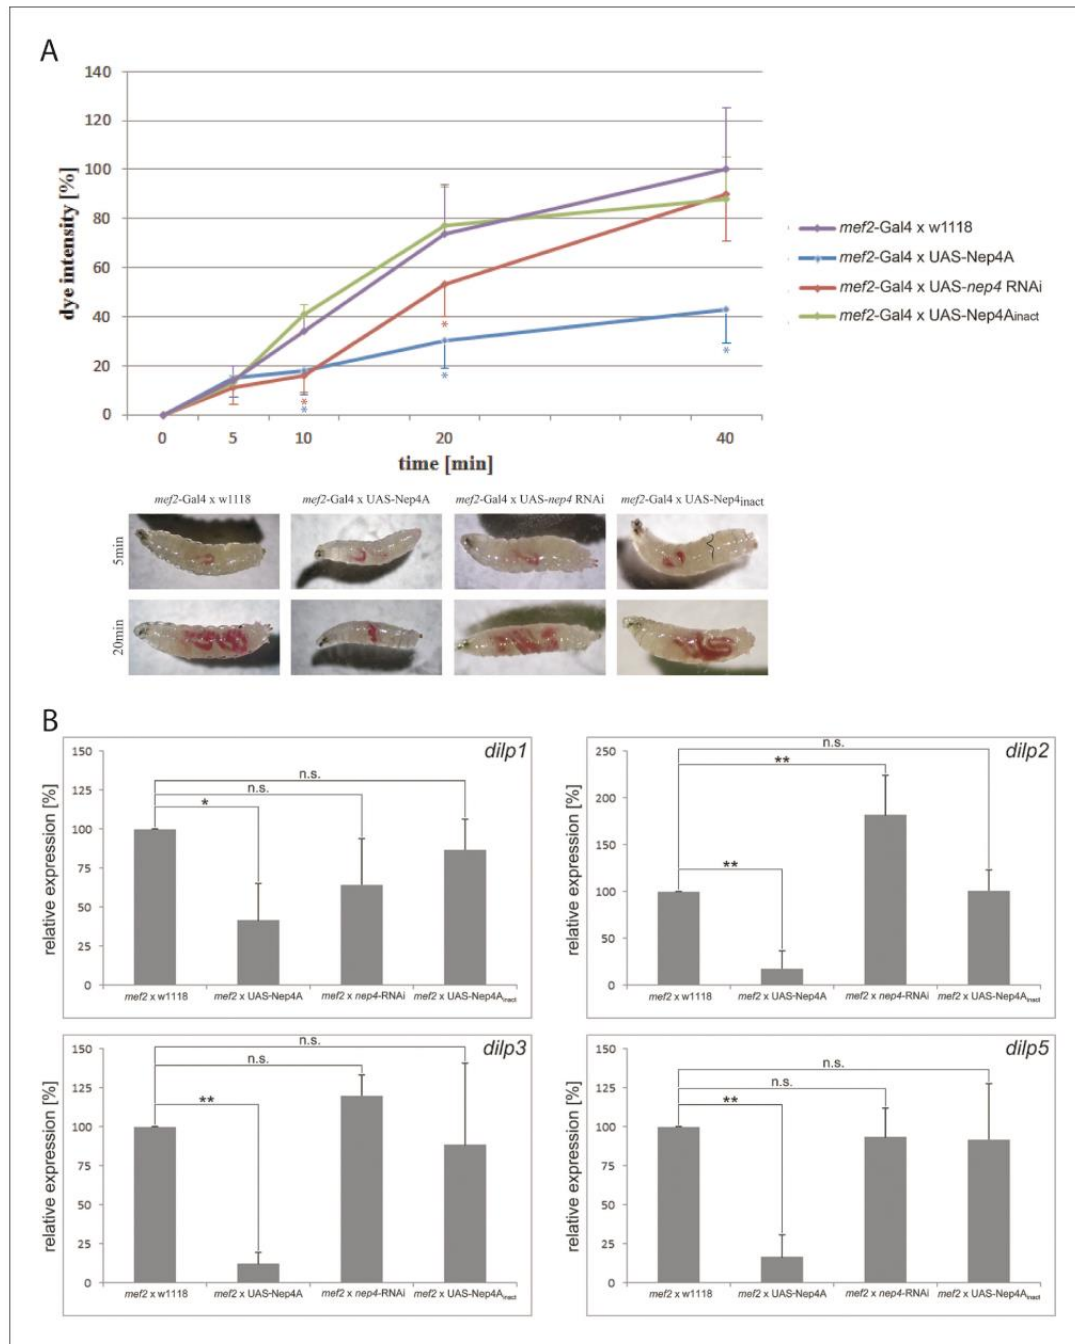 A
140
120
100
80
60
40
20
0
dye intensity [%]
0 5 10 20 40
time [min]
mef2-Gal4 x w1118
mef2-Gal4 x UAS-Nep4A
mef2-Gal4 x UAS-nep4 RNAi
mef2-Gal4 x UAS-Nep4Ainact
* * * * *
mef2-Gal4 x w1118 mef2-Gal4 x UAS-Nep4A mef2-Gal4 x UAS-nep4 RNAi mef2-Gal4 x UAS-Nep4inact
5min
20min
B
dilp1
relative expression [%]
150
125
100
75
50
25
0
n.s.
n.s.
*
mef2 x w1118 mef2 x UAS-Nep4A mef2 x nep4-RNAi mef2 x UAS-Nep4Ainact
dilp2
relative expression [%]
250
200
150
100
50
0
n.s.
**
**
mef2 x w1118 mef2 x UAS-Nep4A mef2 x nep4-RNAi mef2 x UAS-Nep4Ainact
dilp3
relative expression [%]
150
125
100
75
50
25
0
n.s.
n.s.
**
mef2 x w1118 mef2 x UAS-Nep4A mef2 x nep4-RNAi mef2 x UAS-Nep4Ainact
dilp5
relative expression [%]
150
125
100
75
50
25
0
n.s.
n.s.
**
mef2 x w1118 mef2 x UAS-Nep4A mef2 x nep4-RNAi mef2 x UAS-Nep4Ainact